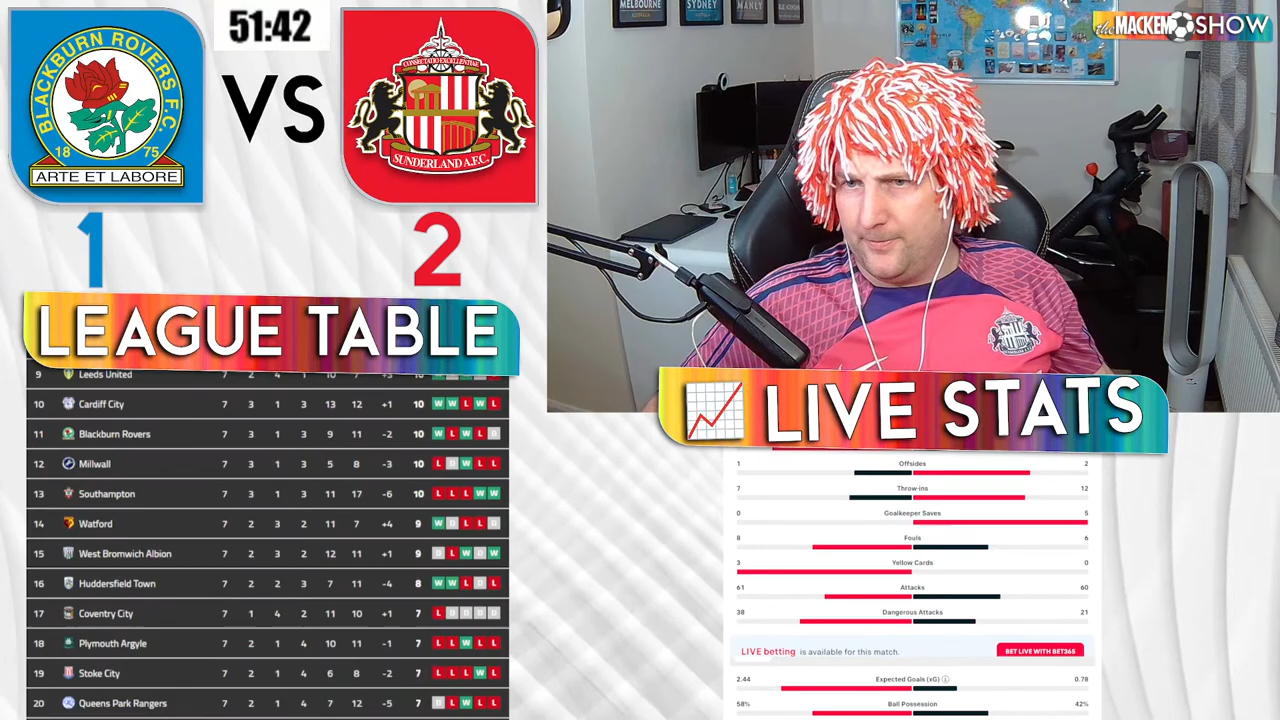 51:42
BLACKBURN ROVERS F.C.
18 75
ARTE ET LABORE
VS
CONSECTATIO EXCELLENTIAE
SUNDERLAND A.F.C.
1 2
MELBOURNE
SYDNEY
MANLY
the MACKEM SHOW
LEAGUE TABLE
9 Leeds United 7 2 4 1 10 7 +3 10
10 Cardiff City 7 3 1 3 13 12 +1 10 W W L W L
11 Blackburn Rovers 7 3 1 3 9 11 -2 10 W L W L D
12 Millwall 7 3 1 3 5 8 -3 10 L D W L L
13 Southampton 7 3 1 3 11 17 -6 10 L L L W W
14 Watford 7 2 3 2 11 7 +4 9 W D L L D
15 West Bromwich Albion 7 2 3 2 12 11 +1 9 D L W D W
16 Huddersfield Town 7 2 2 3 7 11 -4 8 W W L D L
17 Coventry City 7 1 4 2 11 10 +1 7 L D D D D
18 Plymouth Argyle 7 2 1 4 10 11 -1 7 L L W L L
19 Stoke City 7 2 1 4 6 8 -2 7 L L L W L
20 Queens Park Rangers 7 2 1 4 7 12 -5 7 D L W L L
LIVE STATS
1 Offsides 2
7 Throw-ins 12
0 Goalkeeper Saves 5
8 Fouls 6
3 Yellow Cards 0
61 Attacks 60
38 Dangerous Attacks 21
LIVE betting is available for this match. BET LIVE WITH BET365
2.44 Expected Goals (xG) 0.78
58% Ball Possession 42%